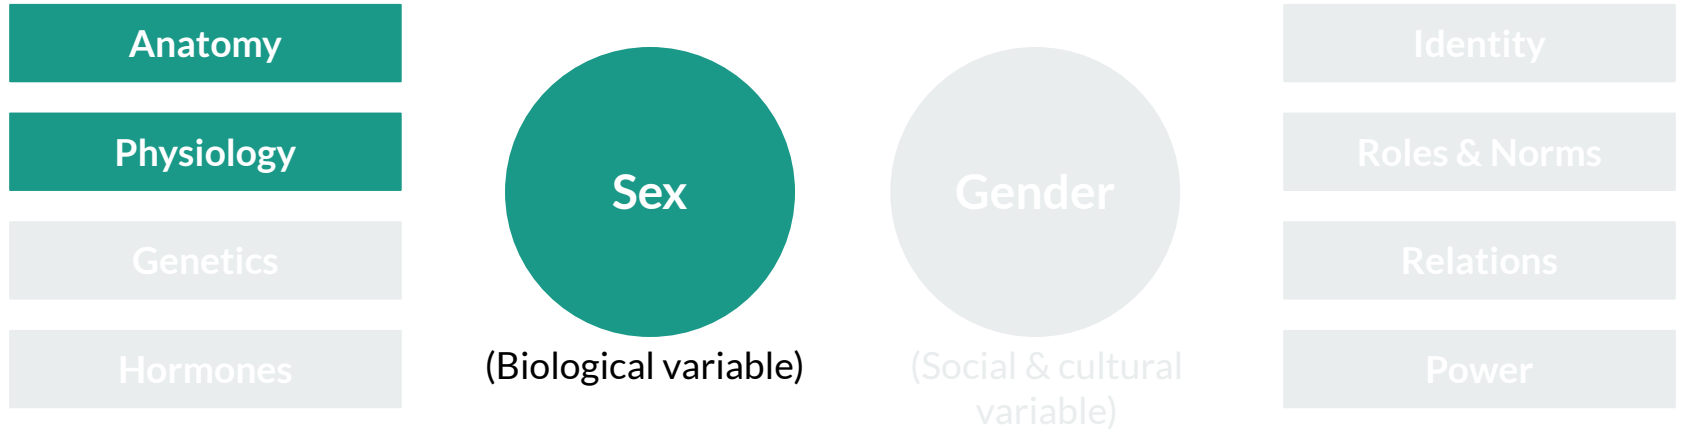 Anatomy
Physiology
Genetics
Hormones
Sex
(Biological variable)
Gender
(Social & cultural
variable)
Identity
Roles & Norms
Relations
Power